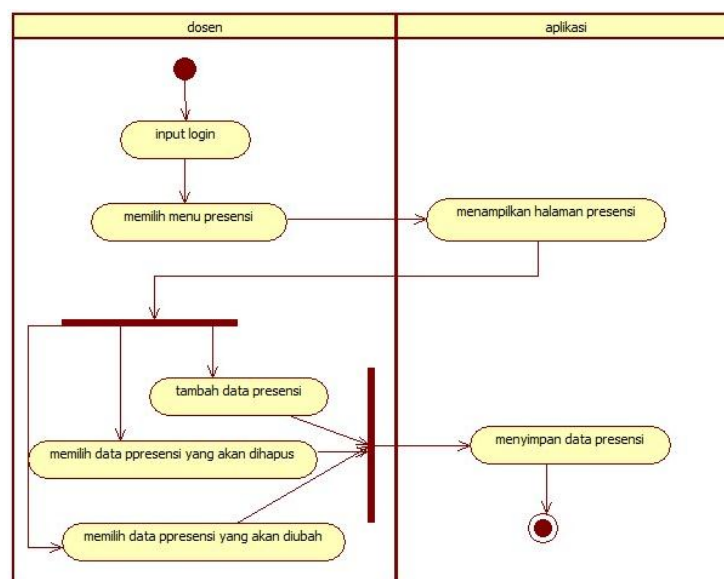 dosen
aplikasi
input login
memilih menu presensi
menampilkan halaman presensi
tambah data presensi
memilih data ppresensi yang akan dihapus
menyimpan data presensi
memilih data ppresensi yang akan diubah